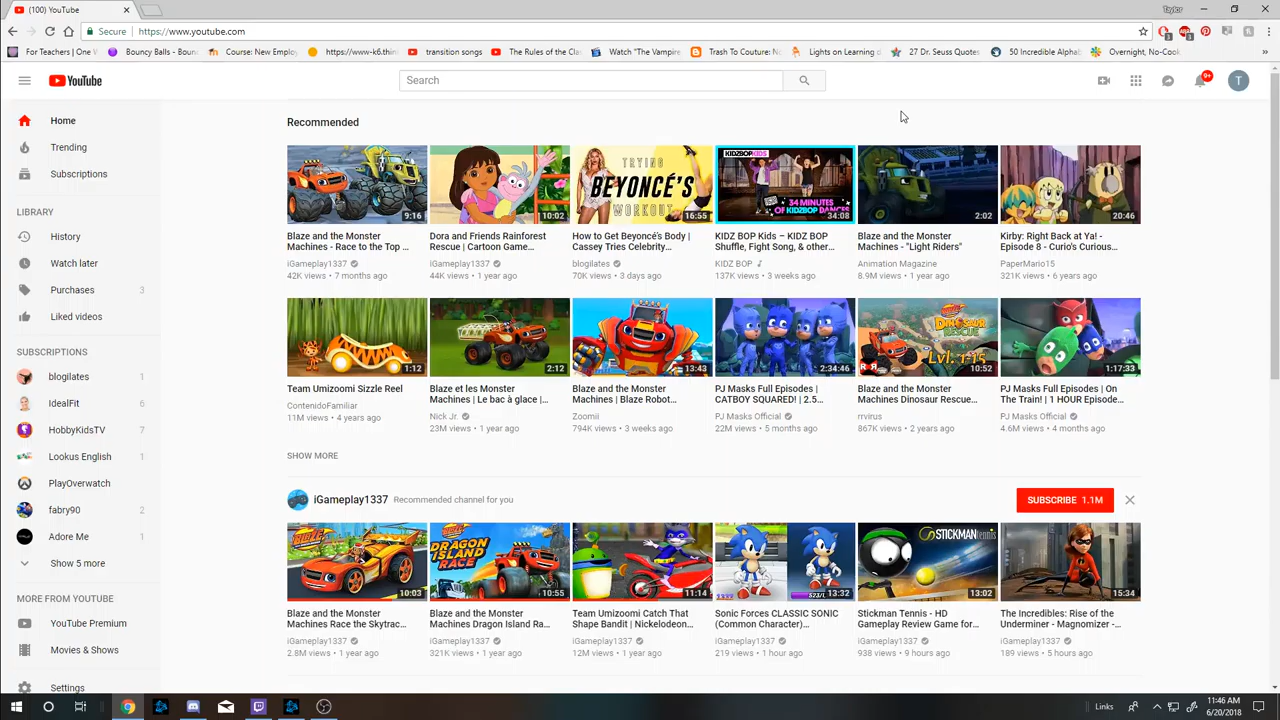 (100) YouTube
Taylor
Secure https://www.youtube.com
For Teachers | One W
Bouncy Balls - Bounc
Course: New Employ
https://www-k6.think
transition songs
The Rules of the Clas
Watch "The Vampire
Trash To Couture: No
Lights on Learning d
27 Dr. Seuss Quotes
50 Incredible Alphab
Overnight, No-Cook
YouTube
Search
9+
T
Home
Trending
Subscriptions
LIBRARY
History
Watch later
Purchases 3
Liked videos
SUBSCRIPTIONS
blogilates 1
IdealFit 6
HobbyKidsTV 7
Lookus English 1
PlayOverwatch
fabry90 2
Adore Me 1
Show 5 more
MORE FROM YOUTUBE
YouTube Premium
Movies & Shows
Settings
Recommended
9:16
10:02
TRYING
BEYONCÉ'S
WORKOUT
16:55
KIDZBOPKIDS
34 MINUTES
OF KIDZBOP DANCES
34:08
2:02
20:46
Blaze and the Monster
Machines - Race to the Top ...
iGameplay1337
42K views • 7 months ago
Dora and Friends Rainforest
Rescue | Cartoon Game...
iGameplay1337
44K views • 1 year ago
How to Get Beyoncé's Body |
Cassey Tries Celebrity...
blogilates
70K views • 3 days ago
KIDZ BOP Kids – KIDZ BOP
Shuffle, Fight Song, & other...
KIDZ BOP
137K views • 3 weeks ago
Blaze and the Monster
Machines - "Light Riders"
Animation Magazine
8.9M views • 1 year ago
Kirby: Right Back at Ya! -
Episode 8 - Curio's Curious...
PaperMario15
321K views • 6 years ago
1:12
2:12
13:43
2:34:46
DINOSAUR
RESCUE
Lvl. 1-15
10:52
1:17:33
Team Umizoomi Sizzle Reel
ContenidoFamiliar
11M views • 4 years ago
Blaze et les Monster
Machines | Le bac à glace |...
Nick Jr.
23M views • 1 year ago
Blaze and the Monster
Machines | Blaze Robot...
Zoomii
794K views • 3 weeks ago
PJ Masks Full Episodes |
CATBOY SQUARED! | 2.5...
PJ Masks Official
22M views • 5 months ago
Blaze and the Monster
Machines Dinosaur Rescue...
rrvirus
867K views • 2 years ago
PJ Masks Full Episodes | On
The Train! | 1 HOUR Episode...
PJ Masks Official
4.6M views • 4 months ago
SHOW MORE
iGameplay1337 Recommended channel for you
SUBSCRIBE 1.1M
BLAZE
10:03
DRAGON
ISLAND
RACE
10:55
11:14
13:32
STICKMAN
tennis
13:02
15:34
Blaze and the Monster
Machines Race the Skytrac...
iGameplay1337
2.8M views • 1 year ago
Blaze and the Monster
Machines Dragon Island Ra...
iGameplay1337
321K views • 1 year ago
Team Umizoomi Catch That
Shape Bandit | Nickelodeon...
iGameplay1337
12M views • 1 year ago
Sonic Forces CLASSIC SONIC
(Common Character)...
iGameplay1337
219 views • 1 hour ago
Stickman Tennis - HD
Gameplay Review Game for...
iGameplay1337
938 views • 9 hours ago
The Incredibles: Rise of the
Underminer - Magnomizer -...
iGameplay1337
189 views • 5 hours ago
Links
11:46 AM
6/20/2018